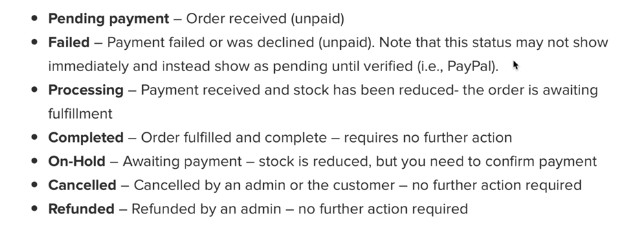 Pending payment – Order received (unpaid)
Failed – Payment failed or was declined (unpaid). Note that this status may not show
immediately and instead show as pending until verified (i.e., PayPal).
Processing – Payment received and stock has been reduced- the order is awaiting
fulfillment
Completed – Order fulfilled and complete – requires no further action
On-Hold – Awaiting payment – stock is reduced, but you need to confirm payment
Cancelled – Cancelled by an admin or the customer – no further action required
Refunded – Refunded by an admin – no further action required